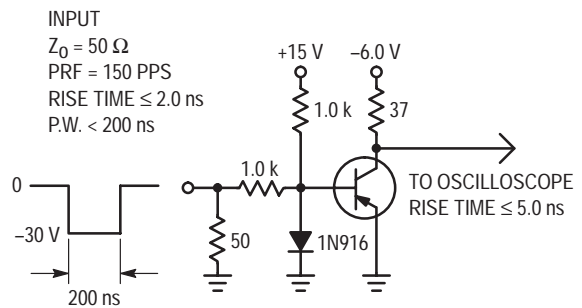 INPUT
Z₀ = 50 Ω
PRF = 150 PPS
RISE TIME ≤ 2.0 ns
P.W. < 200 ns
+15 V
−6.0 V
1.0 k
37
0
1.0 k
TO OSCILLOSCOPE
RISE TIME ≤ 5.0 ns
−30 V
50
1N916
200 ns